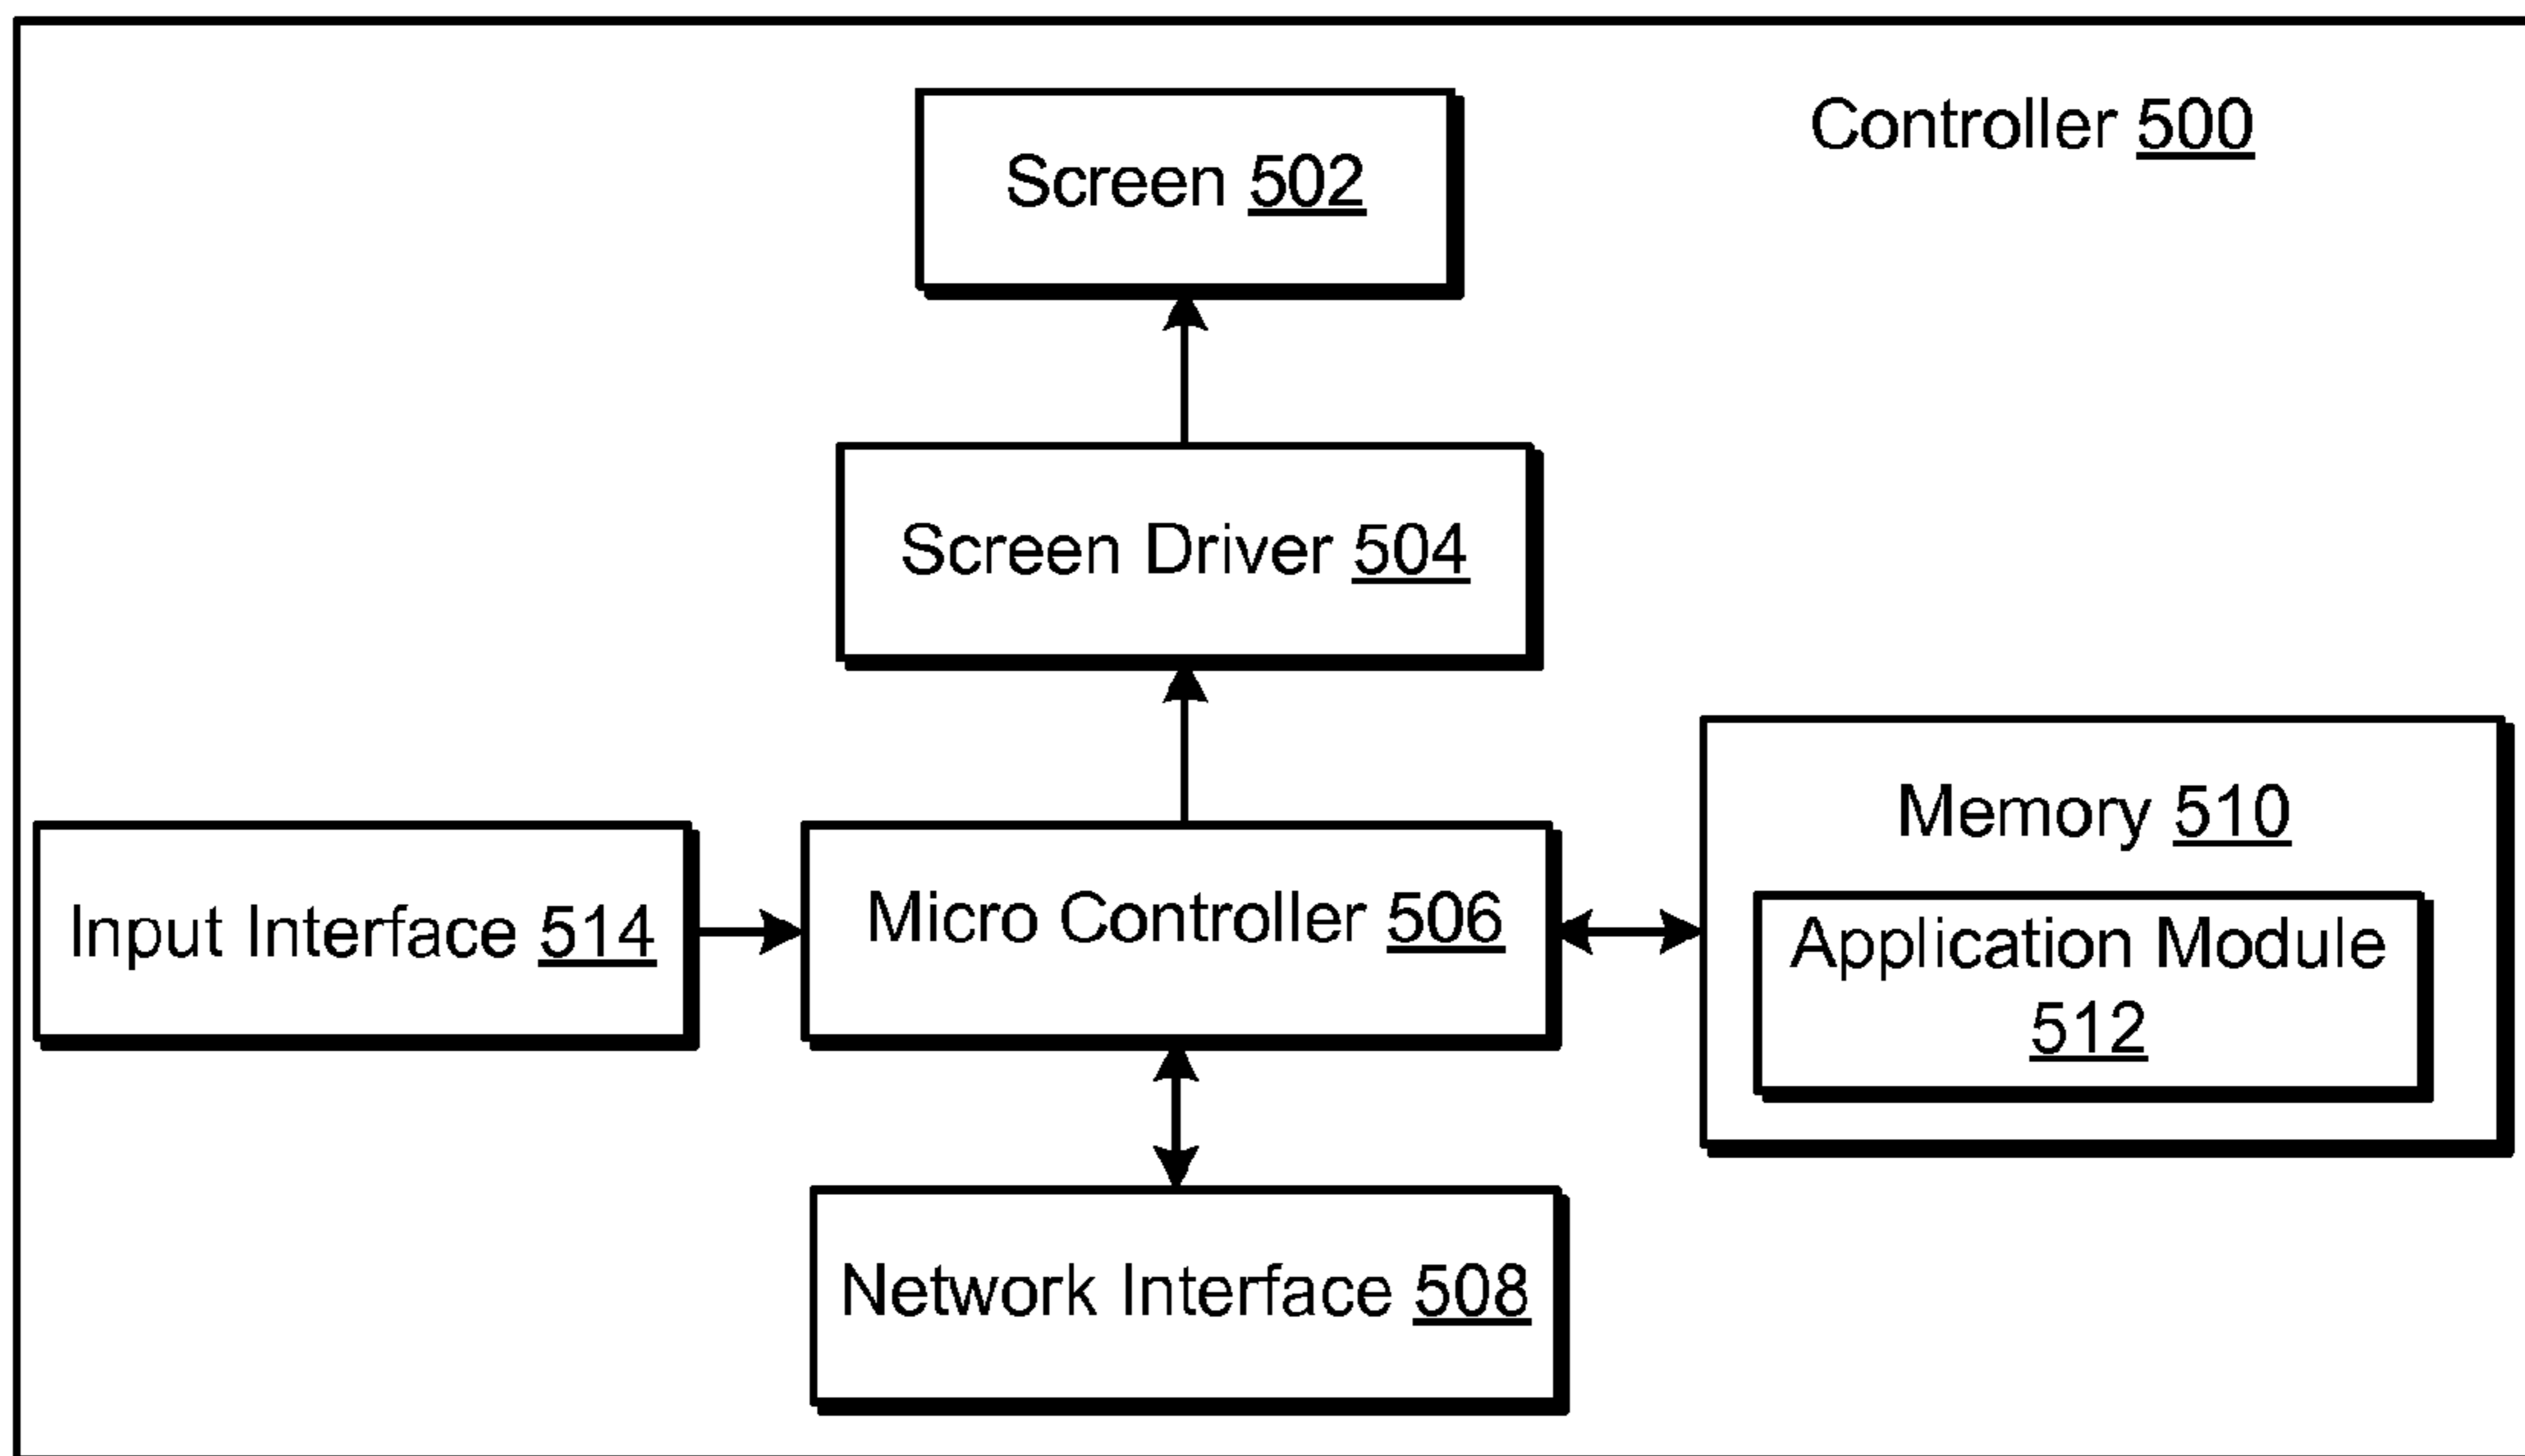 Controller 500
Screen 502
Screen Driver 504
Memory 510
Input Interface 514
Micro Controller 506
Application Module
512
Network Interface 508